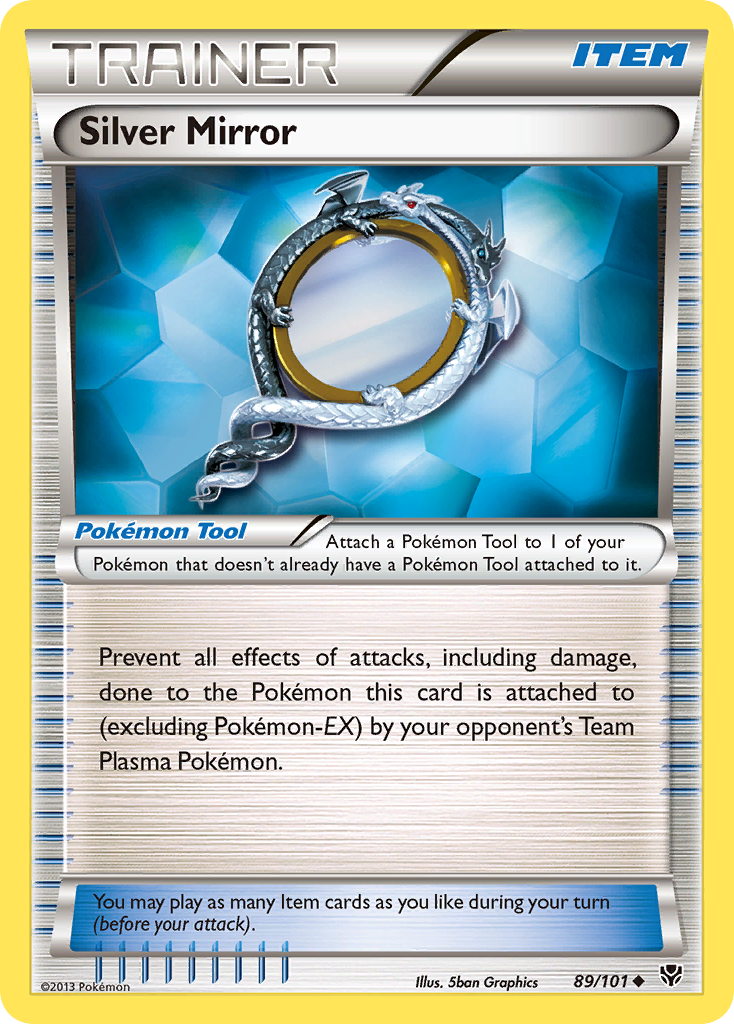 TRAINER
ITEM
Silver Mirror
Pokémon Tool
Attach a Pokémon Tool to 1 of your
Pokémon that doesn't already have a Pokémon Tool attached to it.
Prevent all effects of attacks, including damage,
done to the Pokémon this card is attached to
(excluding Pokémon-EX) by your opponent's Team
Plasma Pokémon.
You may play as many Item cards as you like during your turn
(before your attack).
©2013 Pokémon
Illus. 5ban Graphics
89/101